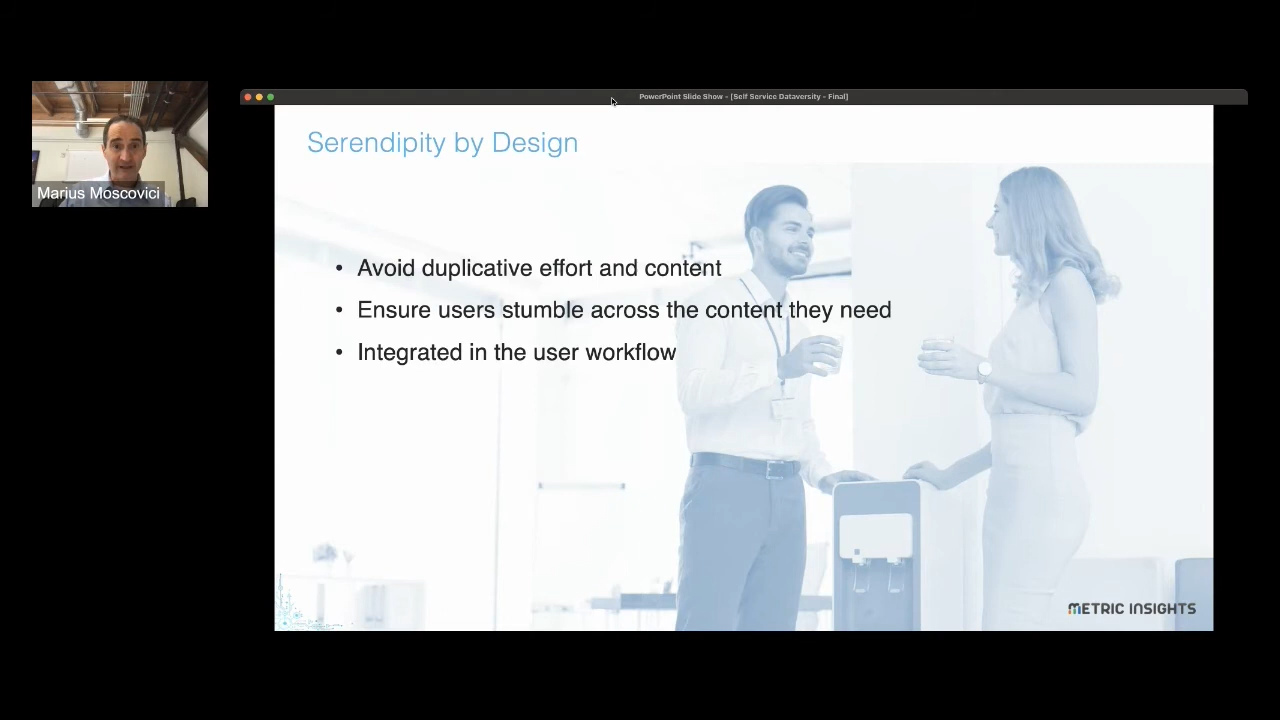 PowerPoint Slide Show - [Self Service Dataversity - Final]
Marius Moscovici
Serendipity by Design
• Avoid duplicative effort and content
• Ensure users stumble across the content they need
• Integrated in the user workflow
METRIC INSIGHTS